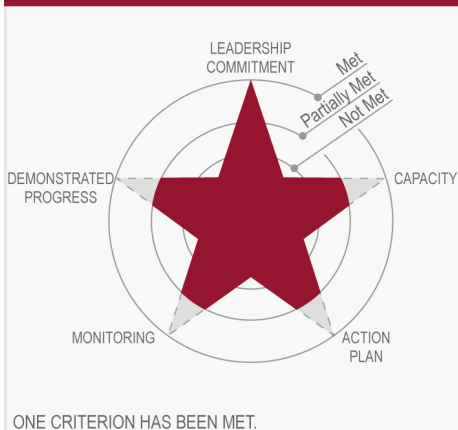 LEADERSHIP
COMMITMENT
Met
Partially Met
Not Met
DEMONSTRATED
PROGRESS
CAPACITY
MONITORING
ACTION
PLAN
ONE CRITERION HAS BEEN MET.